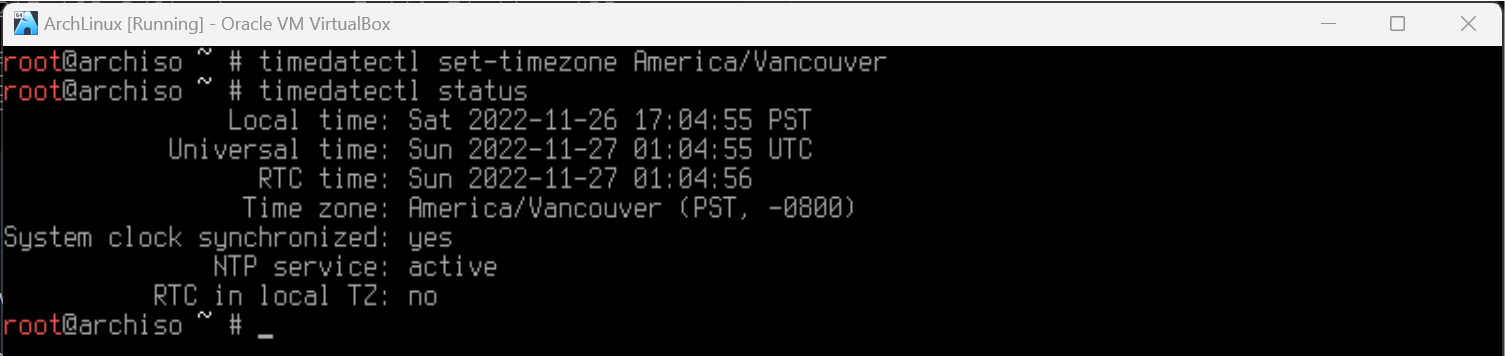 ArchLinux [Running] - Oracle VM VirtualBox
root@archiso ~ # timedatectl set-timezone America/Vancouver
root@archiso ~ # timedatectl status
Local time: Sat 2022-11-26 17:04:55 PST
Universal time: Sun 2022-11-27 01:04:55 UTC
RTC time: Sun 2022-11-27 01:04:56
Time zone: America/Vancouver (PST, -0800)
System clock synchronized: yes
NTP service: active
RTC in local TZ: no
root@archiso ~ # _